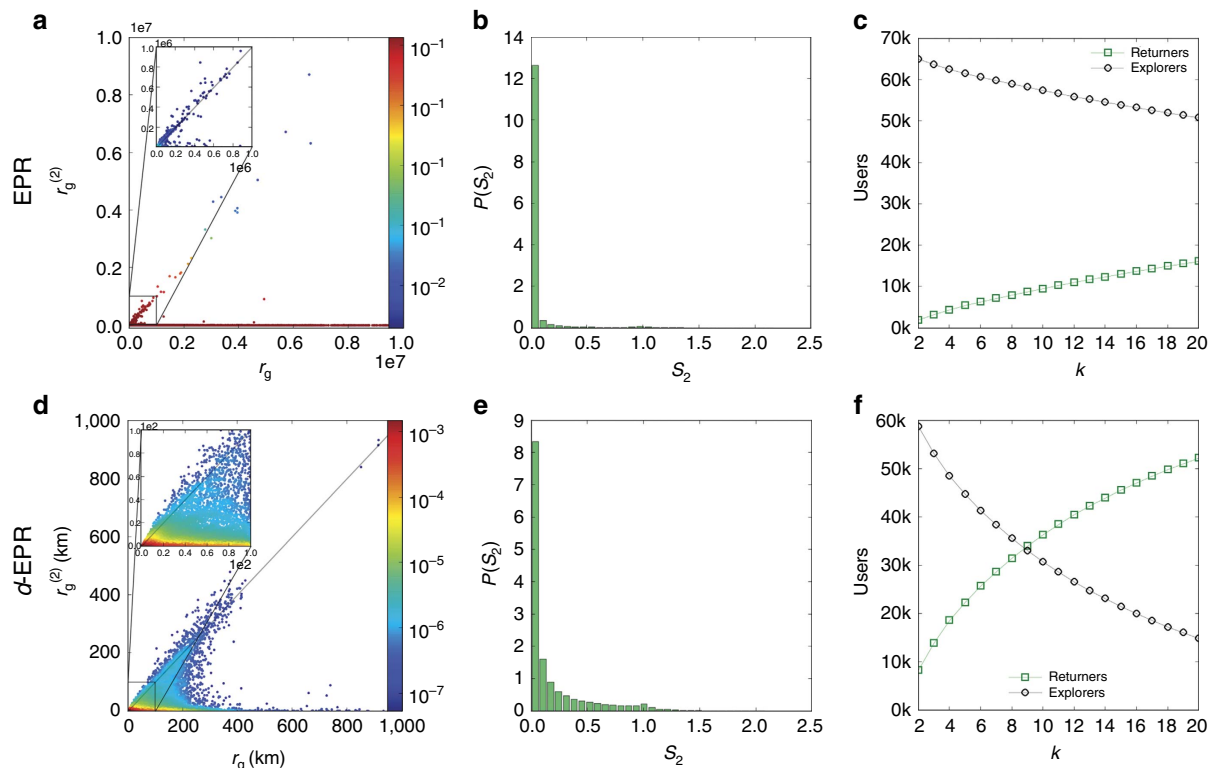 a
1e7
1.0
0.8
0.6
0.4
0.2
0.0
EPR
r_g^(2)
1e6
1.0
0.8
0.6
0.4
0.2
0.0 0.2 0.4 0.6 0.8 1.0
1e6
0.0 0.2 0.4 0.6 0.8 1.0
1e7
r_g
10⁻¹
10⁻¹
10⁻¹
10⁻¹
10⁻¹
10⁻²
b
14
12
10
8
6
4
2
0
P(S₂)
0.0 0.5 1.0 1.5 2.0 2.5
S₂
c
70k
60k
50k
40k
30k
20k
10k
0k
Users
Returners
Explorers
2 4 6 8 10 12 14 16 18 20
k
d
1,000
800
600
400
200
0
d-EPR
r_g^(2) (km)
1e2
1.0
0.8
0.6
0.4
0.2
0.0
0.0 0.2 0.4 0.6 0.8 1.0
1e2
0 200 400 600 800 1,000
r_g (km)
10⁻³
10⁻⁴
10⁻⁵
10⁻⁶
10⁻⁷
e
9
8
7
6
5
4
3
2
1
0
P(S₂)
0.0 0.5 1.0 1.5 2.0 2.5
S₂
f
60k
50k
40k
30k
20k
10k
0k
Users
Returners
Explorers
2 4 6 8 10 12 14 16 18 20
k